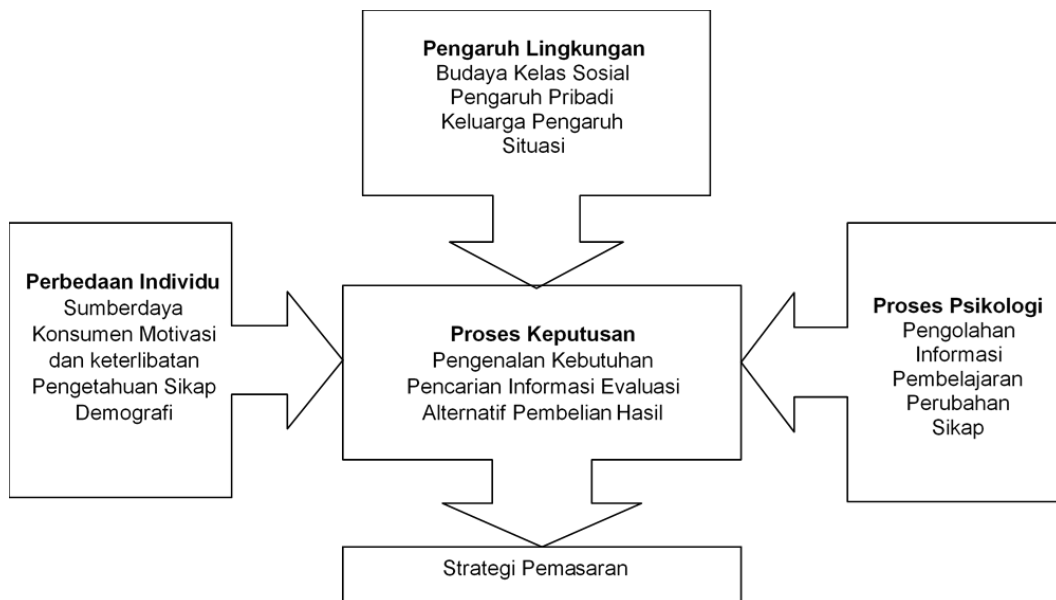 Pengaruh Lingkungan
Budaya Kelas Sosial
Pengaruh Pribadi
Keluarga Pengaruh
Situasi
Perbedaan Individu
Sumberdaya
Konsumen Motivasi
dan keterlibatan
Pengetahuan Sikap
Demografi
Proses Keputusan
Pengenalan Kebutuhan
Pencarian Informasi Evaluasi
Alternatif Pembelian Hasil
Proses Psikologi
Pengolahan
Informasi
Pembelajaran
Perubahan
Sikap
Strategi Pemasaran